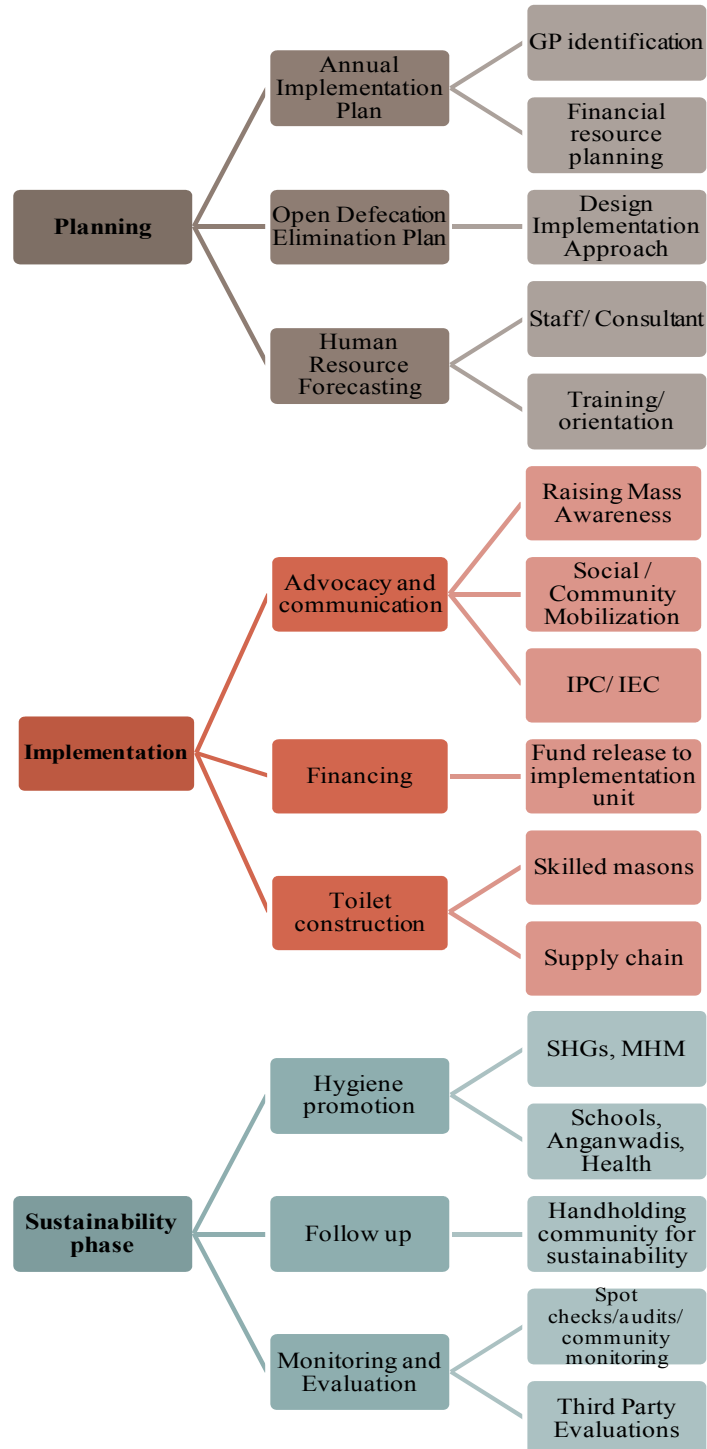 Planning
Annual
Implementation
Plan
GP identification
Financial
resource
planning
Open Defecation
Elimination Plan
Design
Implementation
Approach
Human
Resource
Forecasting
Staff/ Consultant
Training/
orientation
Implementation
Advocacy and
communication
Raising Mass
Awareness
Social /
Community
Mobilization
IPC/ IEC
Financing
Fund release to
implementation
unit
Toilet
construction
Skilled masons
Supply chain
Sustainability
phase
Hygiene
promotion
SHGs, MHM
Schools,
Anganwadis,
Health
Follow up
Handholding
community for
sustainability
Monitoring and
Evaluation
Spot
checks/audits/
community
monitoring
Third Party
Evaluations